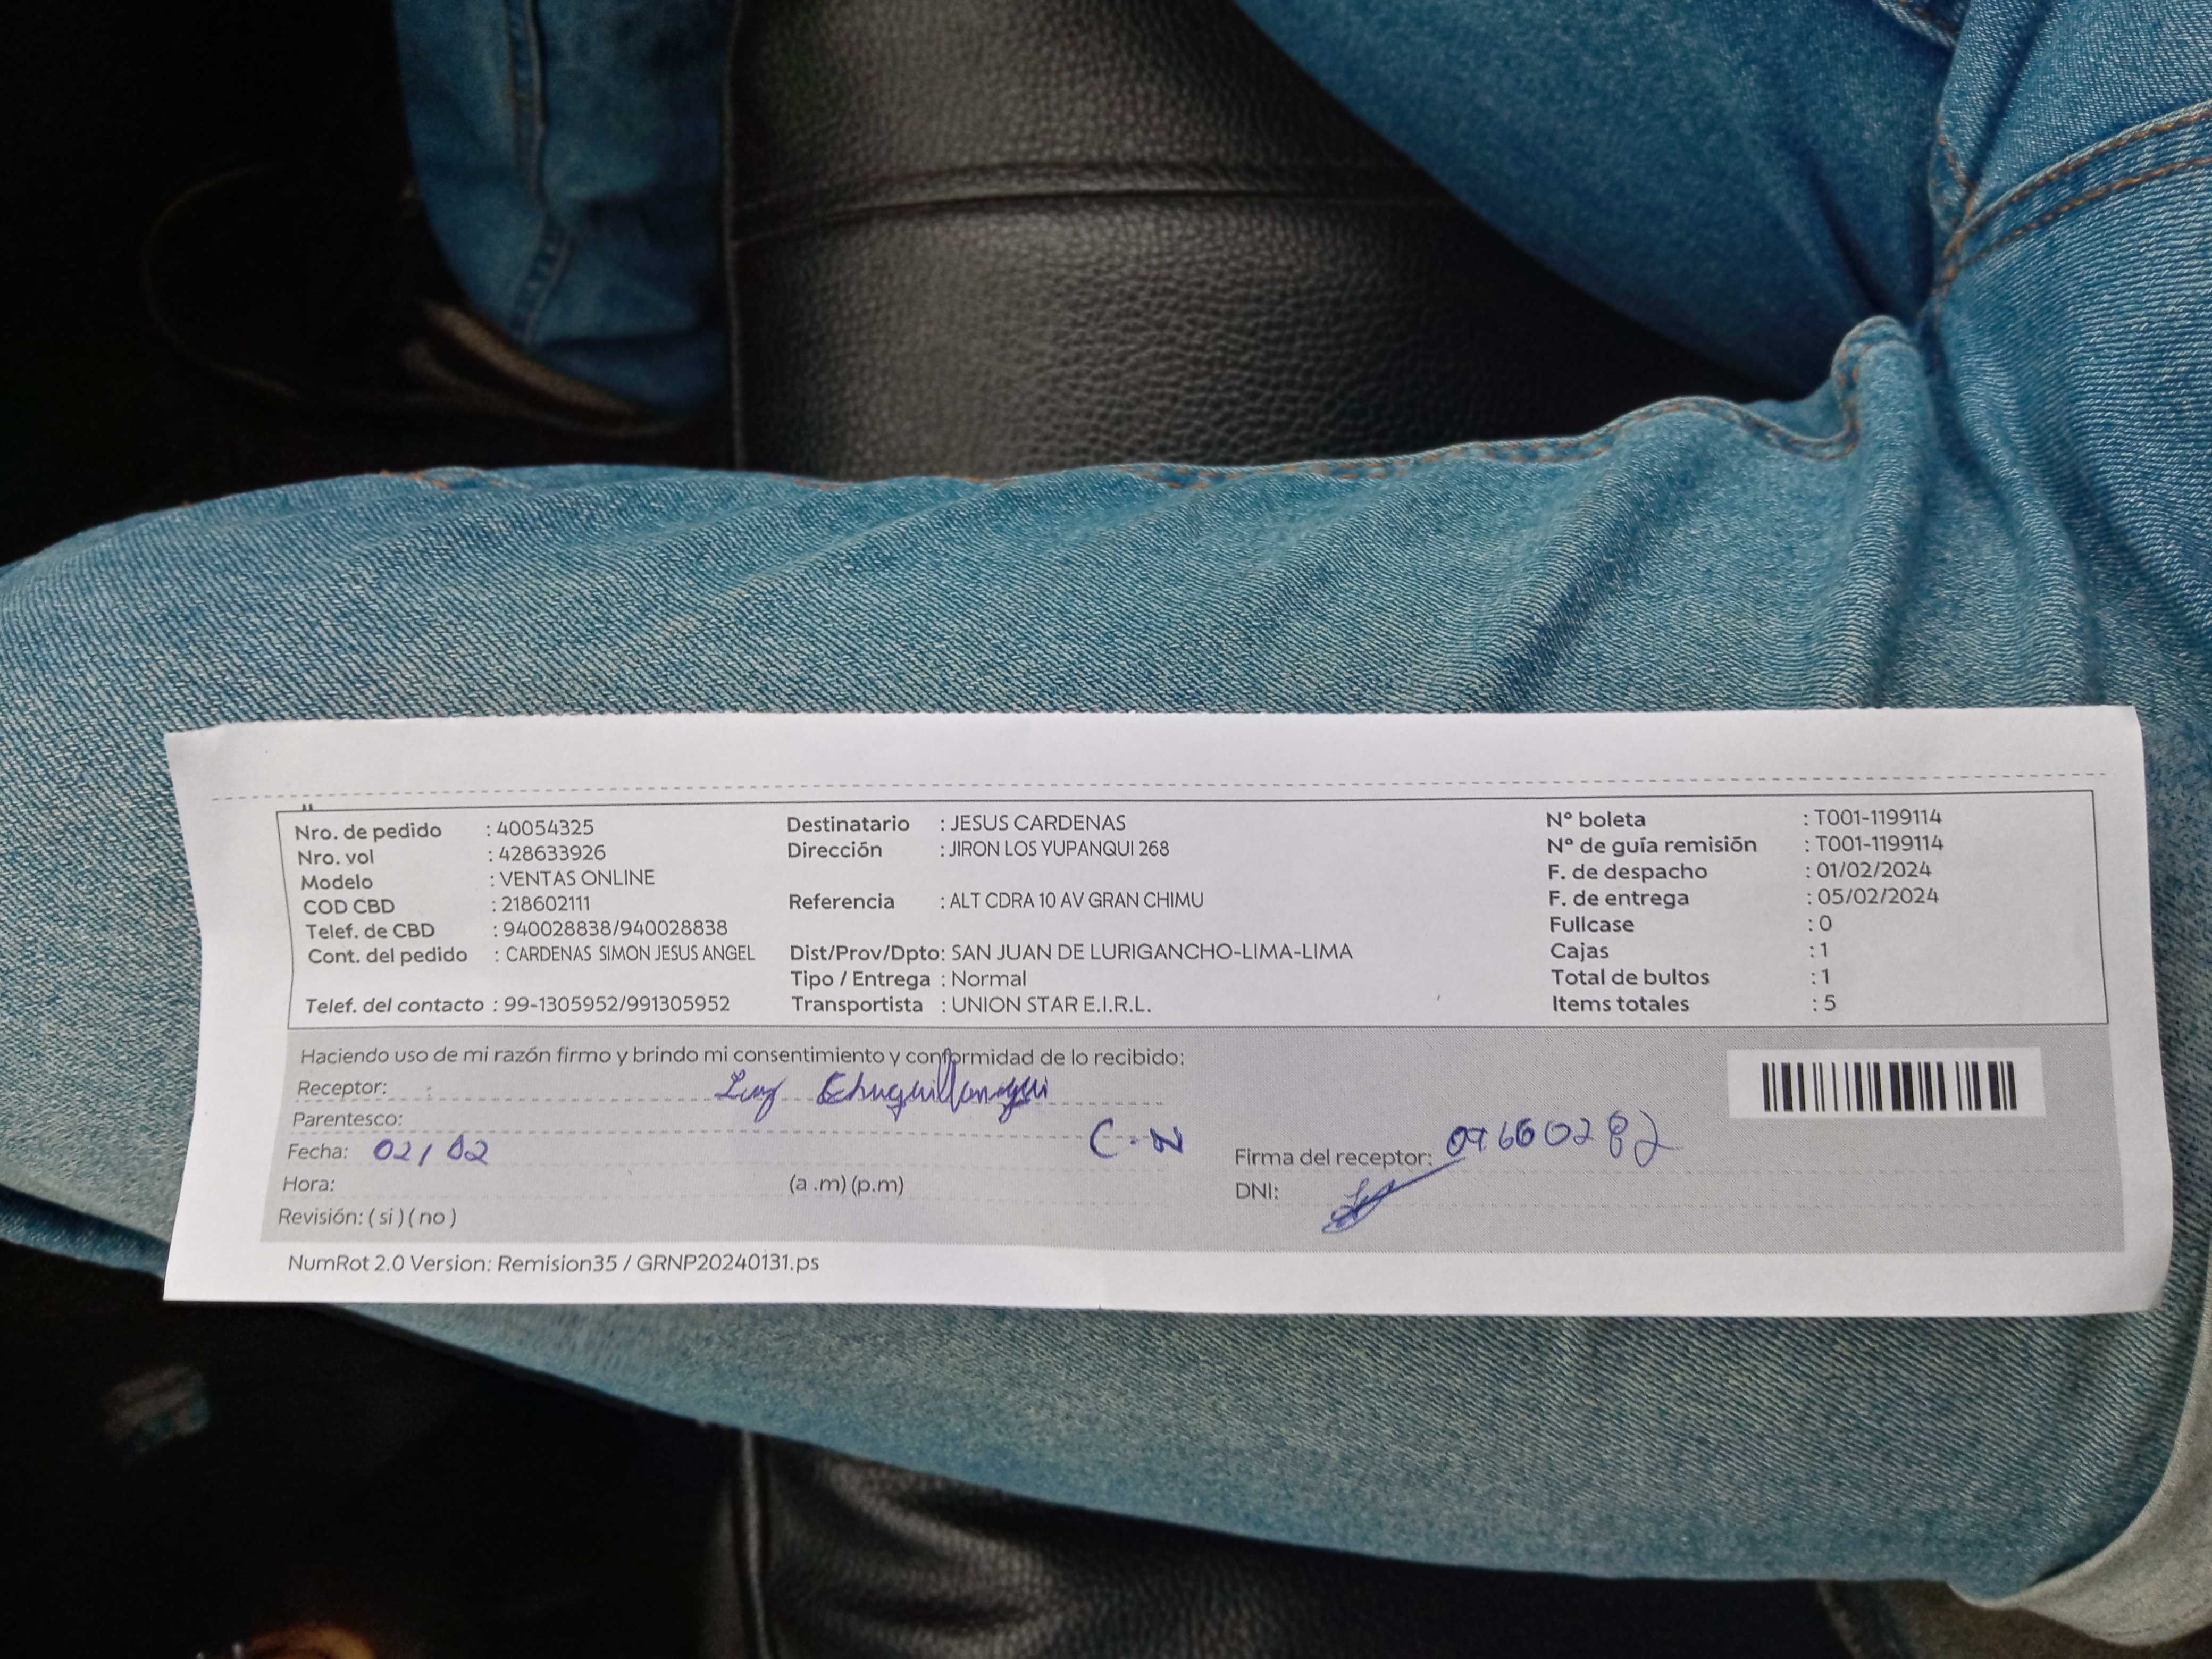 Nro. de pedido : 40054325
Nro. vol : 428633926
Modelo : VENTAS ONLINE
COD CBD : 218602111
Telef. de CBD : 940028838/940028838
Cont. del pedido : CARDENAS SIMON JESUS ANGEL
Telef. del contacto : 99-1305952/991305952
Destinatario : JESUS CARDENAS
Dirección : JIRON LOS YUPANQUI 268
Referencia : ALT CDRA 10 AV GRAN CHIMU
Dist/Prov/Dpto: SAN JUAN DE LURIGANCHO-LIMA-LIMA
Tipo / Entrega : Normal
Transportista : UNION STAR E.I.R.L.
N° boleta : T001-1199114
N° de guía remisión : T001-1199114
F. de despacho : 01/02/2024
F. de entrega : 05/02/2024
Fullcase : 0
Cajas : 1
Total de bultos : 1
Items totales : 5
Haciendo uso de mi razón firmo y brindo mi consentimiento y conformidad de lo recibido:
Receptor: : Luz
Parentesco: C.N
Fecha: 02/02
Hora: (a .m) (p.m)
Revisión: ( si ) ( no )
Firma del receptor:
DNI:
NumRot 2.0 Version: Remision35 / GRNP20240131.ps